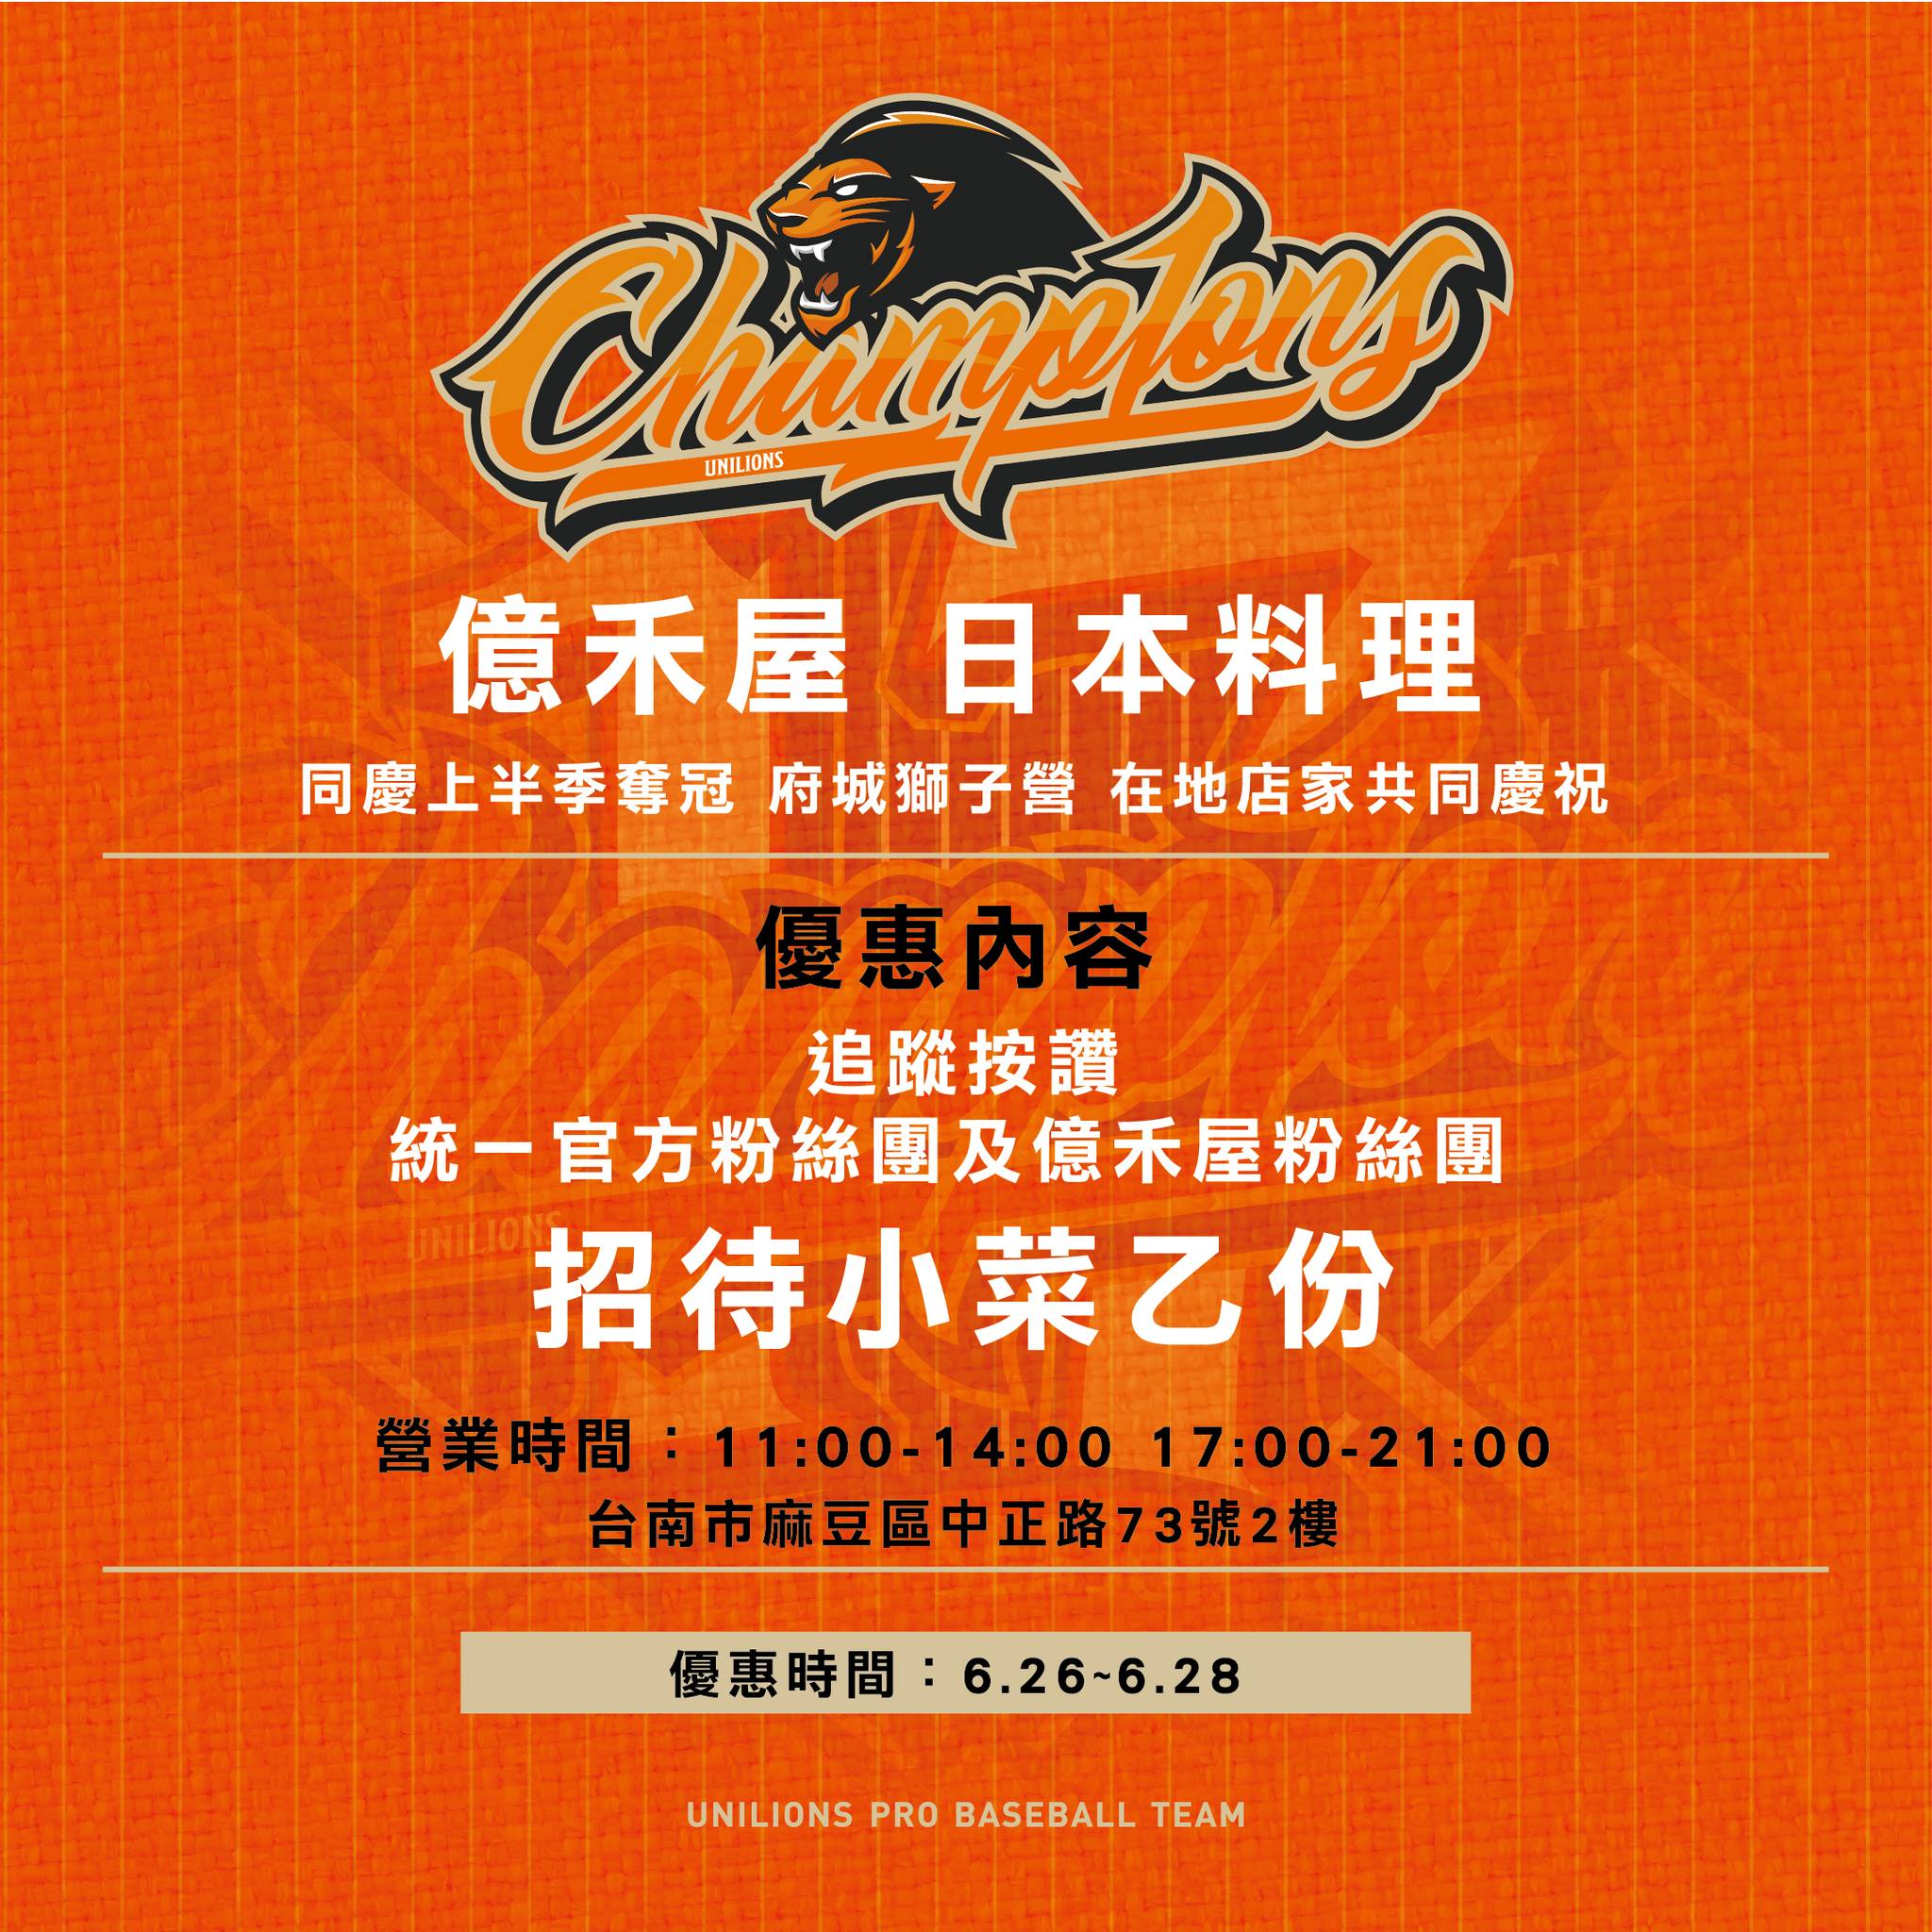 Champ1ons
UNILIONS
億禾屋 日本料理
同慶上半季奪冠 府城獅子營 在地店家共同慶祝
優惠內容
追蹤按讚
統一官方粉絲團及億禾屋粉絲團
招待小菜乙份
營業時間：11:00-14:00 17:00-21:00
台南市麻豆區中正路73號2樓
優惠時間：6.26~6.28
UNILIONS PRO BASEBALL TEAM